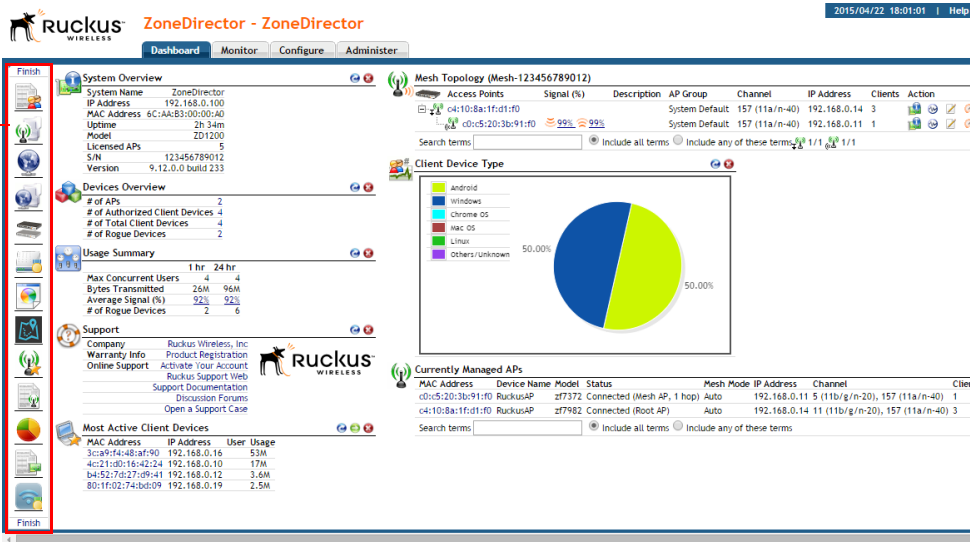 2015/04/22 18:01:01 | Help
Ruckus WIRELESS
ZoneDirector - ZoneDirector
Dashboard Monitor Configure Administer
Finish
System Overview
System Name ZoneDirector
IP Address 192.168.0.100
MAC Address 6C:AA:B3:00:00:A0
Uptime 2h 34m
Model ZD1200
Licensed APs 5
S/N 123456789012
Version 9.12.0.0 build 233
Devices Overview
# of APs 2
# of Authorized Client Devices 4
# of Total Client Devices 4
# of Rogue Devices 2
Usage Summary
1 hr 24 hr
Max Concurrent Users 4 4
Bytes Transmitted 26M 96M
Average Signal (%) 92% 92%
# of Rogue Devices 2 6
Support
Company Ruckus Wireless, Inc
Warranty Info Product Registration
Online Support Activate Your Account
Ruckus Support Web
Support Documentation
Discussion Forums
Open a Support Case
Ruckus WIRELESS
Most Active Client Devices
MAC Address IP Address User Usage
3c:a9:f4:48:af:90 192.168.0.16 53M
4c:21:d0:16:42:24 192.168.0.10 17M
b4:52:7d:27:d9:41 192.168.0.12 3.6M
80:1f:02:74:bd:09 192.168.0.19 2.5M
Finish
Mesh Topology (Mesh-123456789012)
Access Points Signal (%) Description AP Group Channel IP Address Clients Action
c4:10:8a:1f:d1:f0 System Default 157 (11a/n-40) 192.168.0.14 3
c0:c5:20:3b:91:f0 99% 99% System Default 157 (11a/n-40) 192.168.0.11 1
Search terms Include all terms Include any of these terms 1/1 1/1
Client Device Type
Android
Windows
Chrome OS
Mac OS
Linux
Others/Unknown
50.00%
50.00%
Currently Managed APs
MAC Address Device Name Model Status Mesh Mode IP Address Channel Clie
c0:c5:20:3b:91:f0 RuckusAP zf7372 Connected (Mesh AP, 1 hop) Auto 192.168.0.11 5 (11b/g/n-20), 157 (11a/n-40) 1
c4:10:8a:1f:d1:f0 RuckusAP zf7982 Connected (Root AP) Auto 192.168.0.14 11 (11b/g/n-20), 157 (11a/n-40) 3
Search terms Include all terms Include any of these terms